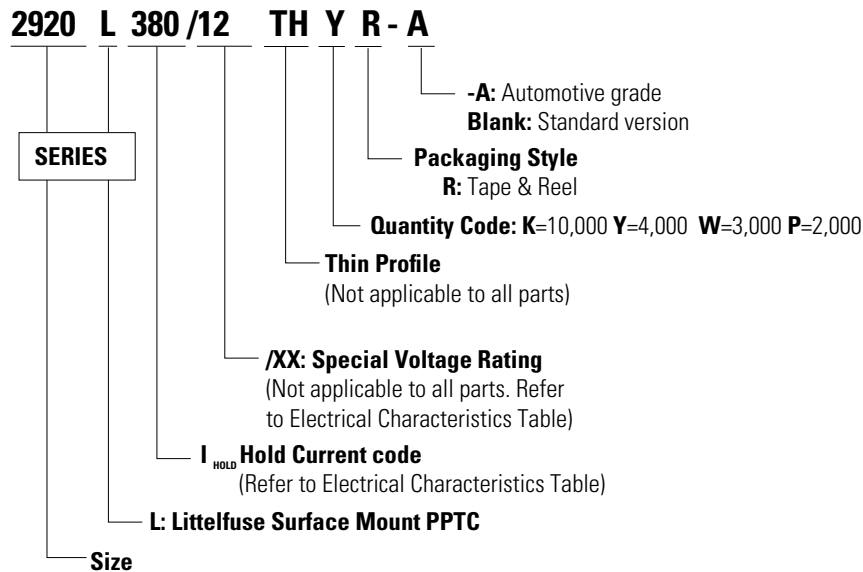 2920 L 380 /12 TH Y R - A
-A: Automotive grade
Blank: Standard version
SERIES
Packaging Style
R: Tape & Reel
Quantity Code: K=10,000 Y=4,000 W=3,000 P=2,000
Thin Profile
(Not applicable to all parts)
/XX: Special Voltage Rating
(Not applicable to all parts. Refer
to Electrical Characteristics Table)
I HOLD Hold Current code
(Refer to Electrical Characteristics Table)
L: Littelfuse Surface Mount PPTC
Size